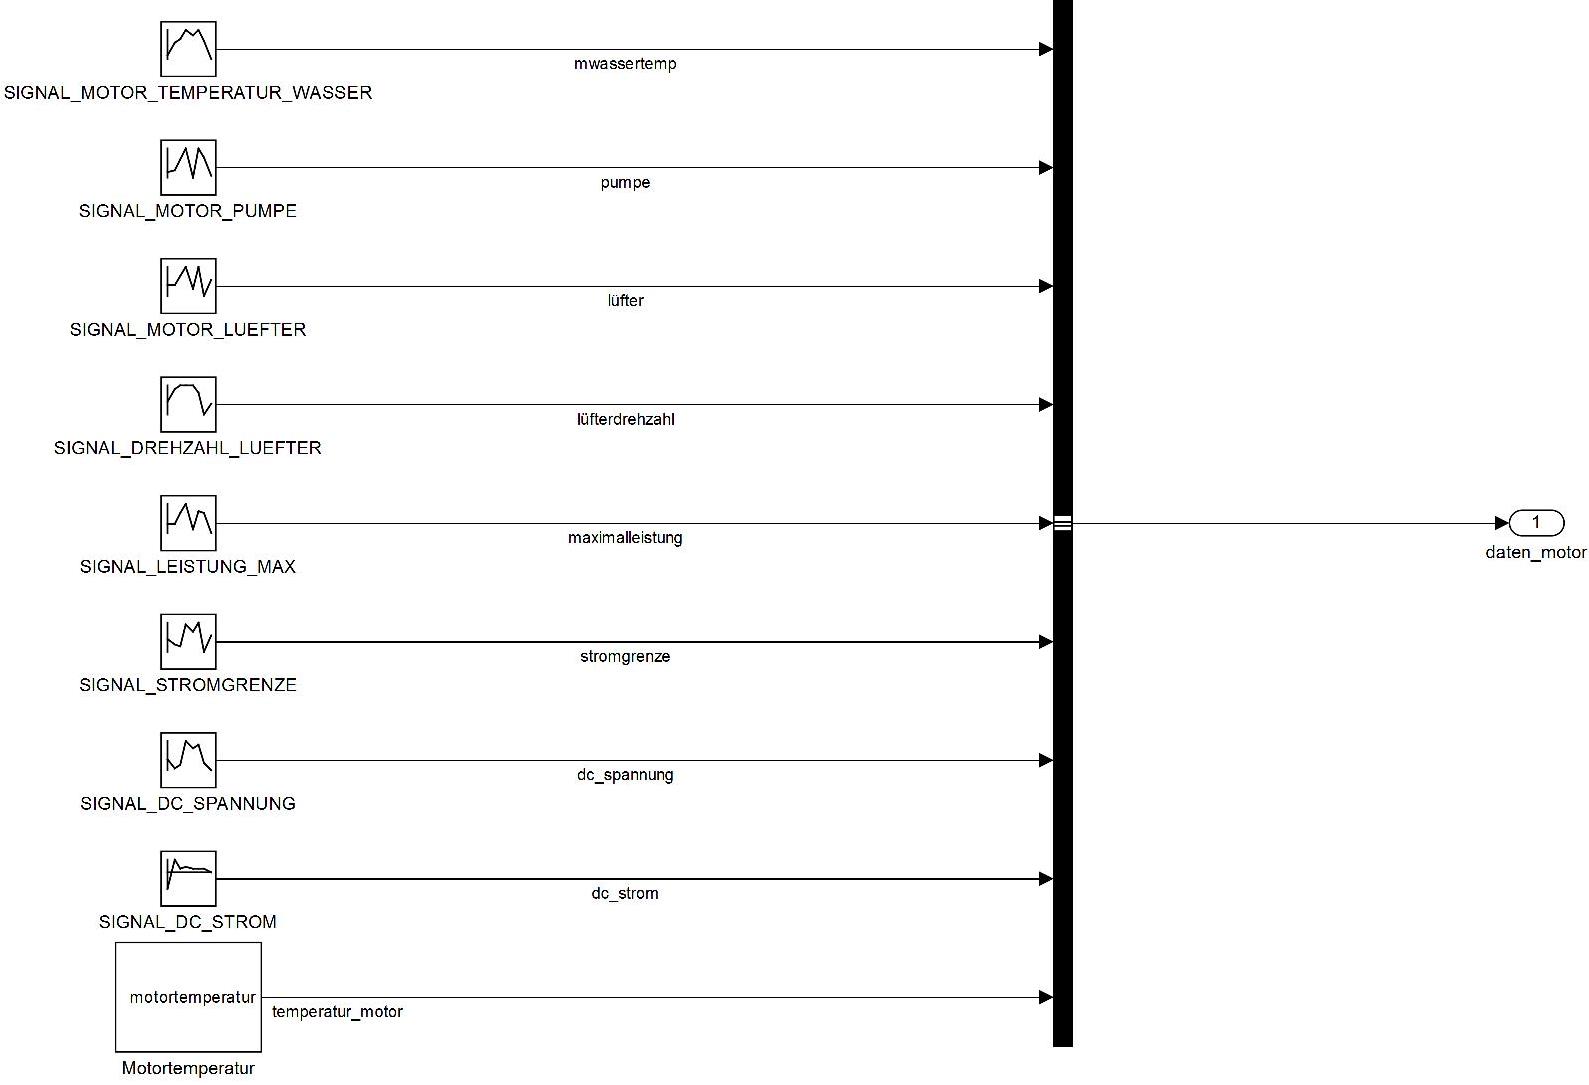 mwassertemp
SIGNAL_MOTOR_TEMPERATUR_WASSER
pumpe
SIGNAL_MOTOR_PUMPE
lüfter
SIGNAL_MOTOR_LUEFTER
lüfterdrehzahl
SIGNAL_DREHZAHL_LUEFTER
maximalleistung
SIGNAL_LEISTUNG_MAX
1
daten_motor
stromgrenze
SIGNAL_STROMGRENZE
dc_spannung
SIGNAL_DC_SPANNUNG
dc_strom
SIGNAL_DC_STROM
motortemperatur
temperatur_motor
Motortemperatur